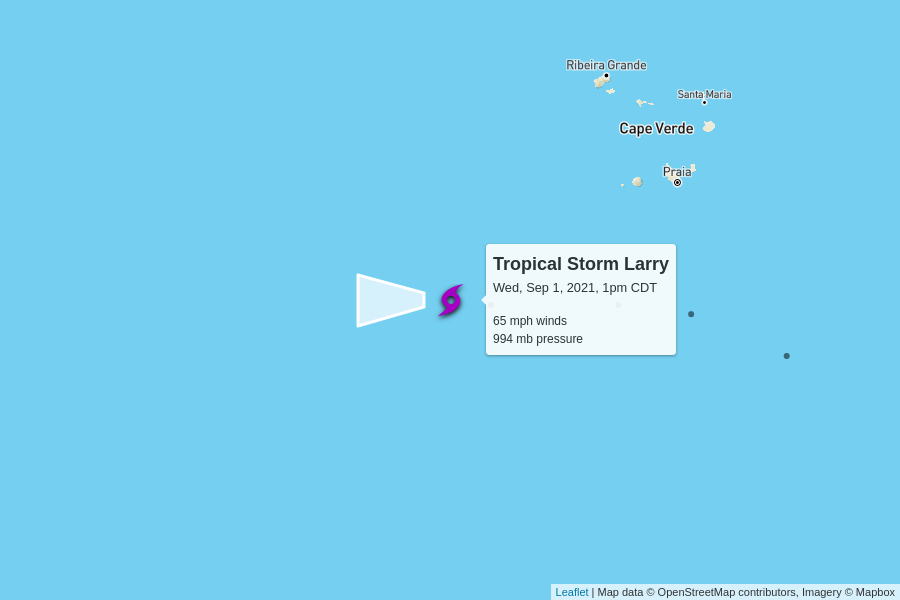 Ribeira Grande
Santa Maria
Cape Verde
Praia
Tropical Storm Larry
Wed, Sep 1, 2021, 1pm CDT
65 mph winds
994 mb pressure
Leaflet | Map data © OpenStreetMap contributors, Imagery © Mapbox